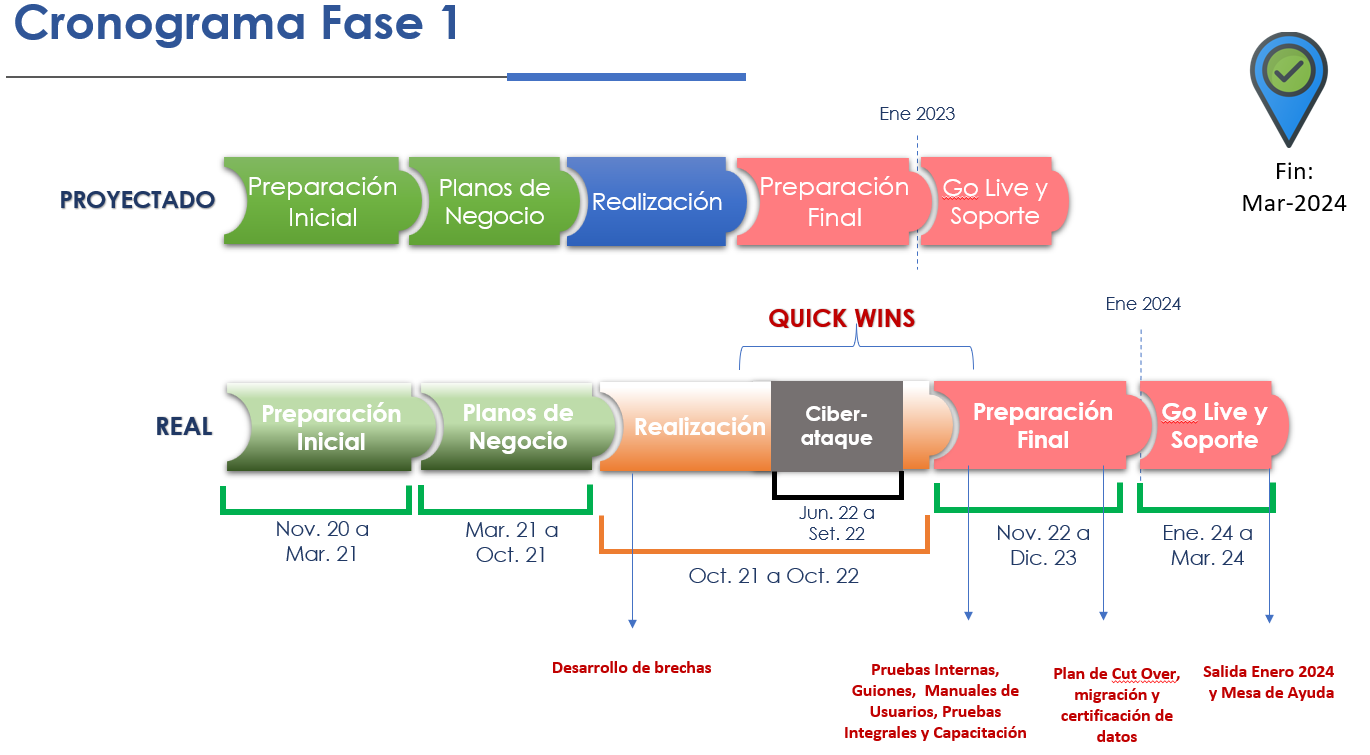 Cronograma Fase 1
Fin:
Mar-2024
Ene 2023
PROYECTADO
Preparación
Inicial
Planos de
Negocio
Realización
Preparación
Final
Go Live y
Soporte
Ene 2024
QUICK WINS
REAL
Preparación
Inicial
Planos de
Negocio
Realización
Ciber-
ataque
Preparación
Final
Go Live y
Soporte
Nov. 20 a
Mar. 21
Mar. 21 a
Oct. 21
Jun. 22 a
Set. 22
Oct. 21 a Oct. 22
Nov. 22 a
Dic. 23
Ene. 24 a
Mar. 24
Desarrollo de brechas
Pruebas Internas,
Guiones, Manuales de
Usuarios, Pruebas
Integrales y Capacitación
Plan de Cut Over,
migración y
certificación de
datos
Salida Enero 2024
y Mesa de Ayuda